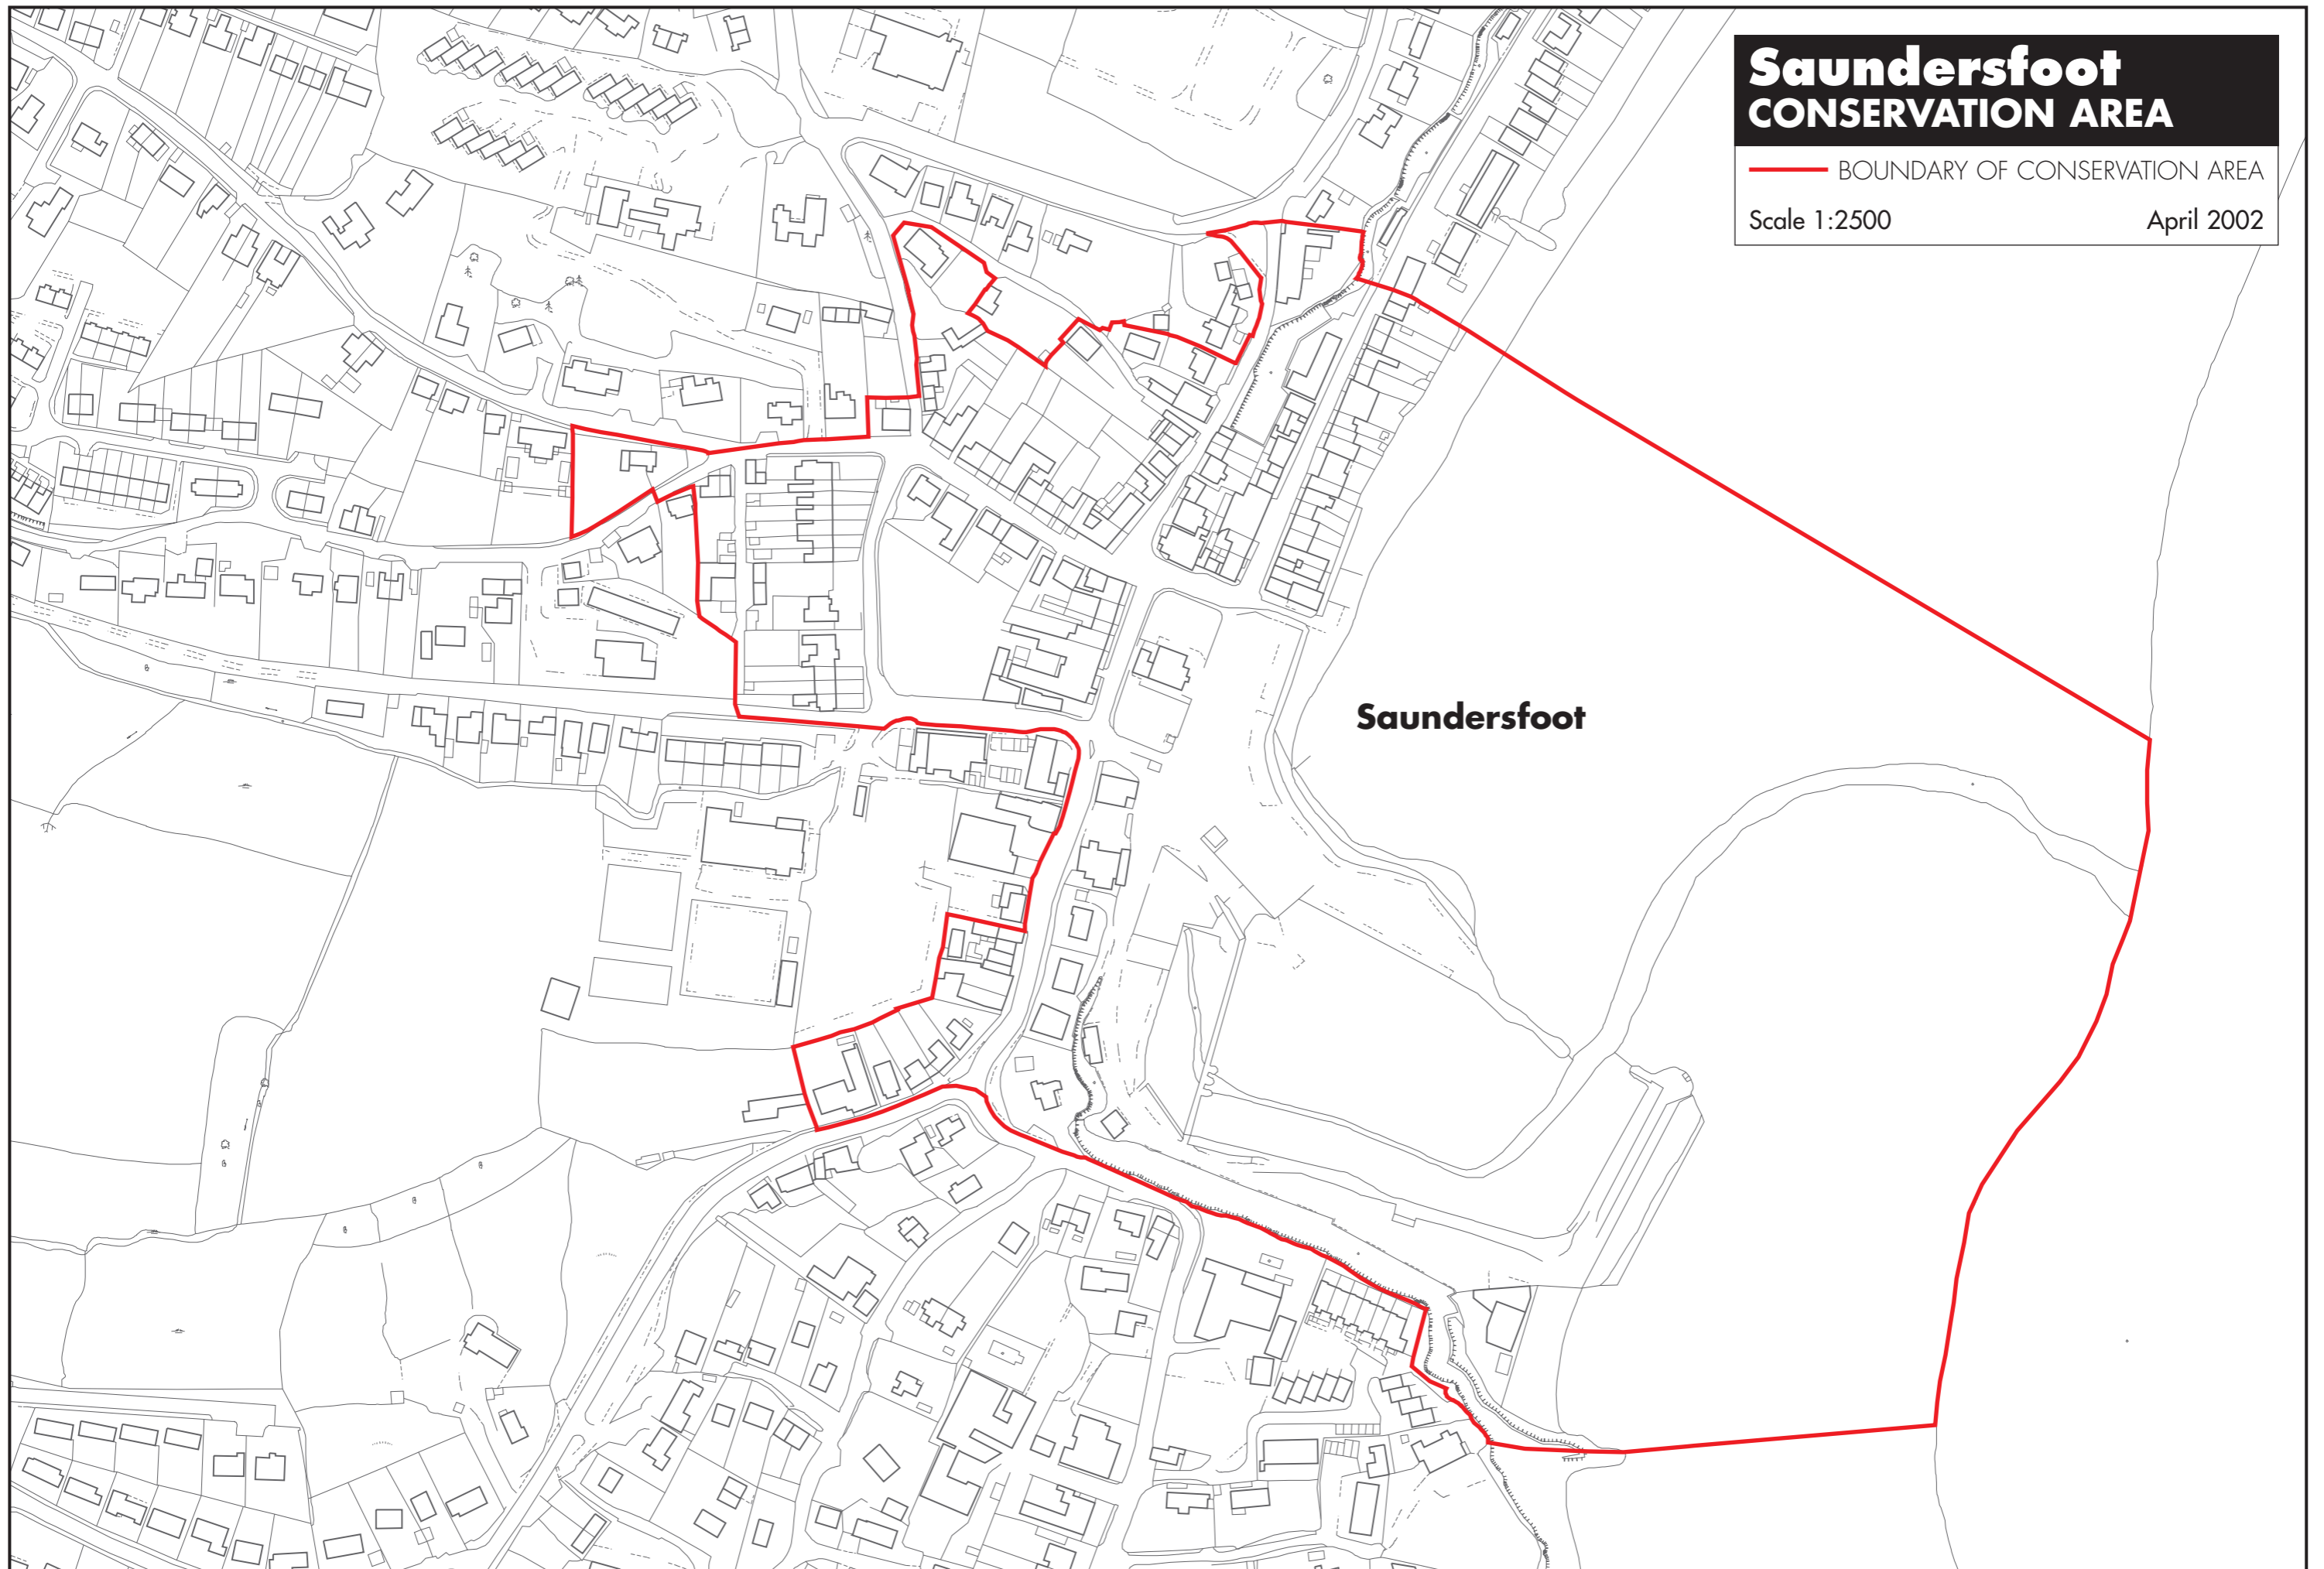 Saundersfoot
CONSERVATION AREA
BOUNDARY OF CONSERVATION AREA
Scale 1:2500 April 2002
Saundersfoot